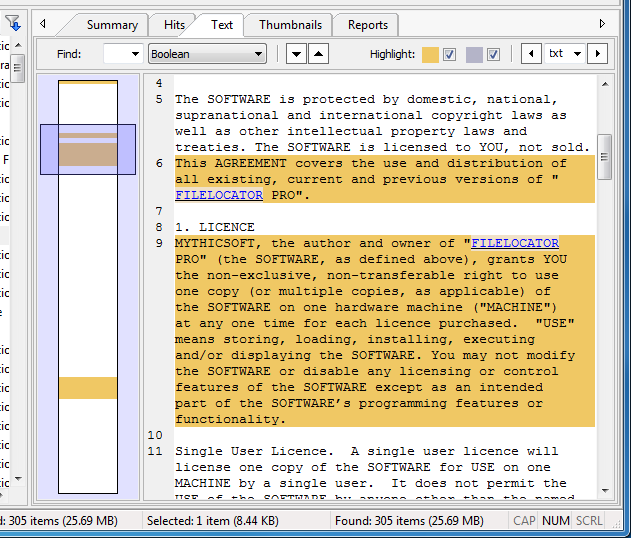 Summary Hits Text Thumbnails Reports
Find: Boolean Highlight: txt
4
5 The SOFTWARE is protected by domestic, national,
supranational and international copyright laws as
well as other intellectual property laws and
treaties. The SOFTWARE is licensed to YOU, not sold.
6 This AGREEMENT covers the use and distribution of
all existing, current and previous versions of "
FILELOCATOR PRO".
7
8 1. LICENCE
9 MYTHICSOFT, the author and owner of "FILELOCATOR
PRO" (the SOFTWARE, as defined above), grants YOU
the non-exclusive, non-transferable right to use
one copy (or multiple copies, as applicable) of
the SOFTWARE on one hardware machine ("MACHINE")
at any one time for each licence purchased.  "USE"
means storing, loading, installing, executing
and/or displaying the SOFTWARE. You may not modify
the SOFTWARE or disable any licensing or control
features of the SOFTWARE except as an intended
part of the SOFTWARE's programming features or
functionality.
10
11 Single User Licence.  A single user licence will
license one copy of the SOFTWARE for USE on one
MACHINE by a single user.  It does not permit the
USE of the SOFTWARE by anyone other than the named
d: 305 items (25.69 MB) Selected: 1 item (8.44 KB) Found: 305 items (25.69 MB) CAP NUM SCRL